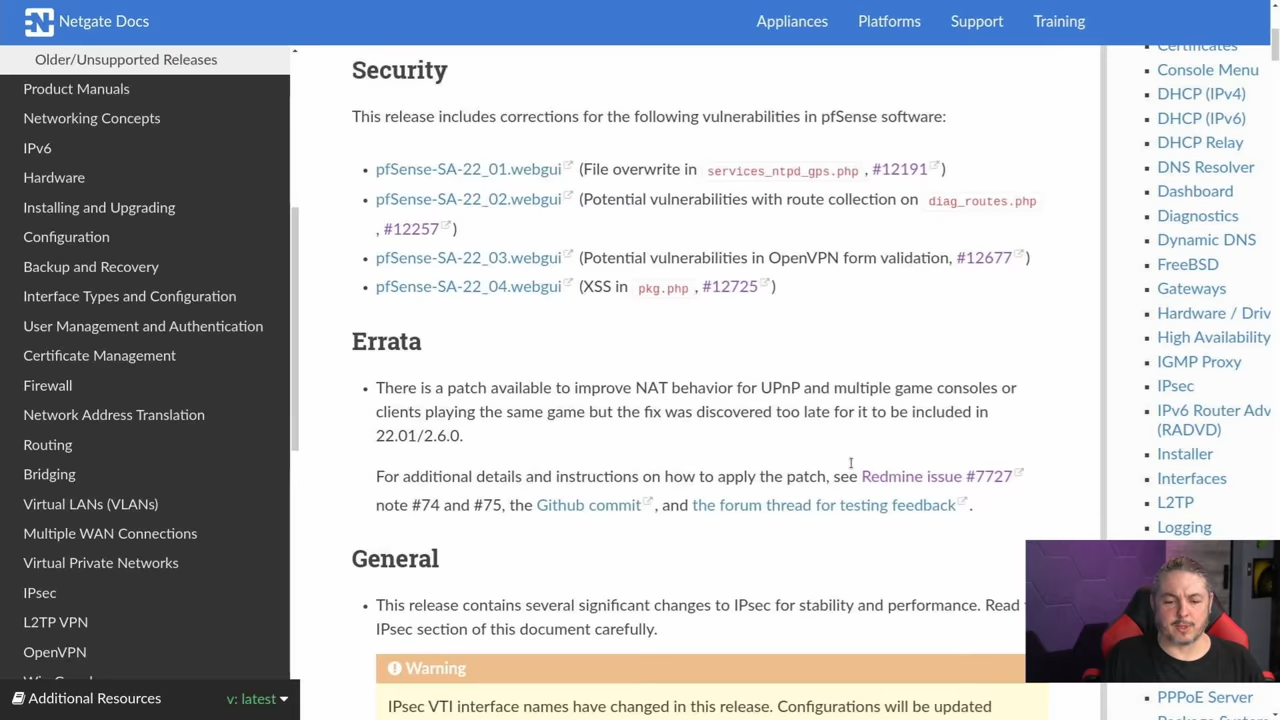 Netgate Docs
Appliances
Platforms
Support
Training
Older/Unsupported Releases
Product Manuals
Networking Concepts
IPv6
Hardware
Installing and Upgrading
Configuration
Backup and Recovery
Interface Types and Configuration
User Management and Authentication
Certificate Management
Firewall
Network Address Translation
Routing
Bridging
Virtual LANs (VLANs)
Multiple WAN Connections
Virtual Private Networks
IPsec
L2TP VPN
OpenVPN
Additional Resources
v: latest
Security
This release includes corrections for the following vulnerabilities in pfSense software:
pfSense-SA-22_01.webgui (File overwrite in services_ntpd_gps.php , #12191 )
pfSense-SA-22_02.webgui (Potential vulnerabilities with route collection on diag_routes.php
, #12257 )
pfSense-SA-22_03.webgui (Potential vulnerabilities in OpenVPN form validation, #12677 )
pfSense-SA-22_04.webgui (XSS in pkg.php , #12725 )
Errata
There is a patch available to improve NAT behavior for UPnP and multiple game consoles or
clients playing the same game but the fix was discovered too late for it to be included in
22.01/2.6.0.
For additional details and instructions on how to apply the patch, see Redmine issue #7727
note #74 and #75, the Github commit , and the forum thread for testing feedback .
General
This release contains several significant changes to IPsec for stability and performance. Read
IPsec section of this document carefully.
Warning
IPsec VTI interface names have changed in this release. Configurations will be updated
Certificates
Console Menu
DHCP (IPv4)
DHCP (IPv6)
DHCP Relay
DNS Resolver
Dashboard
Diagnostics
Dynamic DNS
FreeBSD
Gateways
Hardware / Driv
High Availability
IGMP Proxy
IPsec
IPv6 Router Adv
(RADVD)
Installer
Interfaces
L2TP
Logging
PPPoE Server